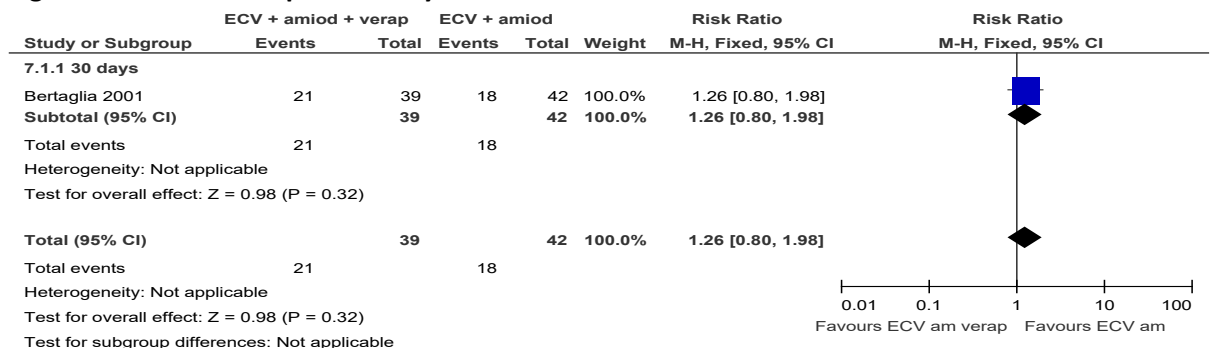 ECV + amiod + verap ECV + amiod Risk Ratio Risk Ratio
Study or Subgroup Events Total Events Total Weight M-H, Fixed, 95% CI M-H, Fixed, 95% CI
7.1.1 30 days
Bertaglia 2001 21 39 18 42 100.0% 1.26 [0.80, 1.98]
Subtotal (95% CI) 39 42 100.0% 1.26 [0.80, 1.98]
Total events 21 18
Heterogeneity: Not applicable
Test for overall effect: Z = 0.98 (P = 0.32)
Total (95% CI) 39 42 100.0% 1.26 [0.80, 1.98]
Total events 21 18
Heterogeneity: Not applicable
Test for overall effect: Z = 0.98 (P = 0.32)
Test for subgroup differences: Not applicable
0.01 0.1 1 10 100
Favours ECV am verap Favours ECV am